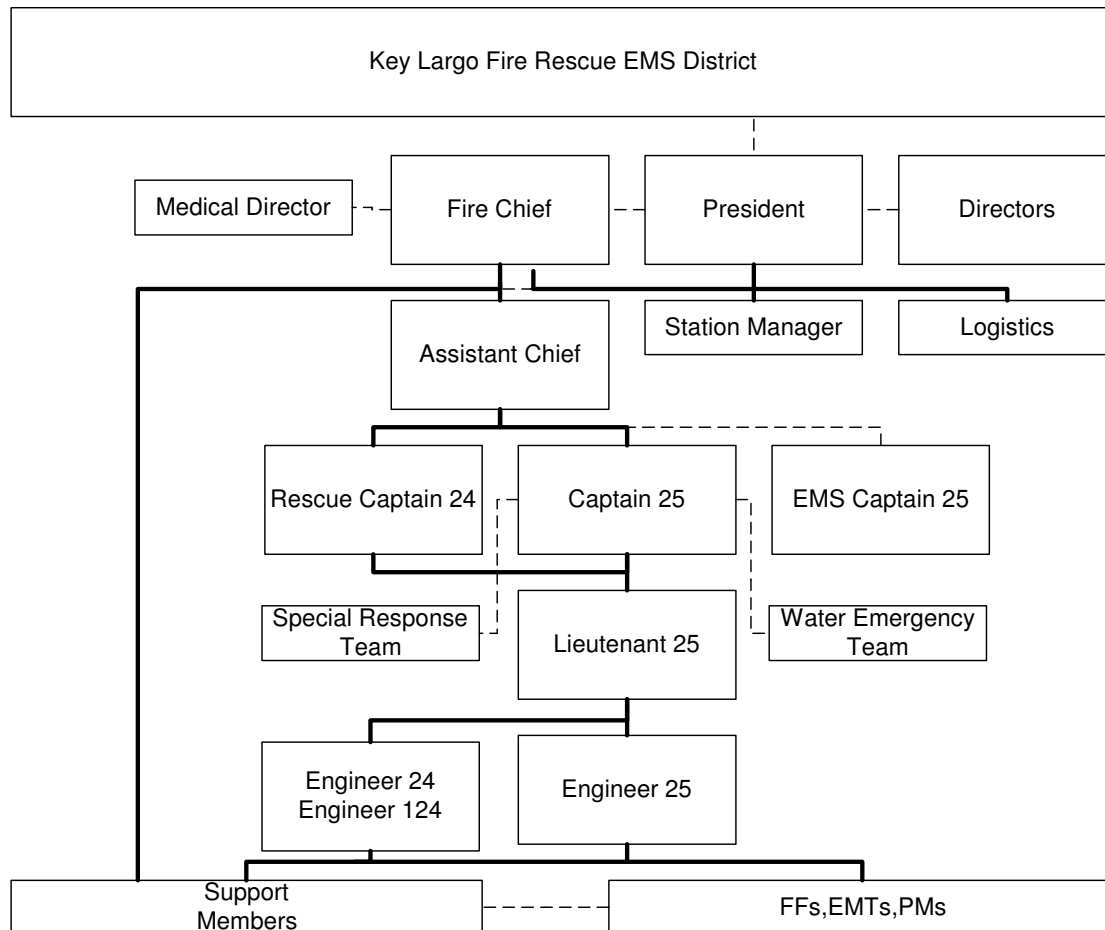 Key Largo Fire Rescue EMS District
Medical Director
Fire Chief
President
Directors
Assistant Chief
Station Manager
Logistics
Rescue Captain 24
Captain 25
EMS Captain 25
Special Response
Team
Lieutenant 25
Water Emergency
Team
Engineer 24
Engineer 124
Engineer 25
Support
Members
FFs,EMTs,PMs